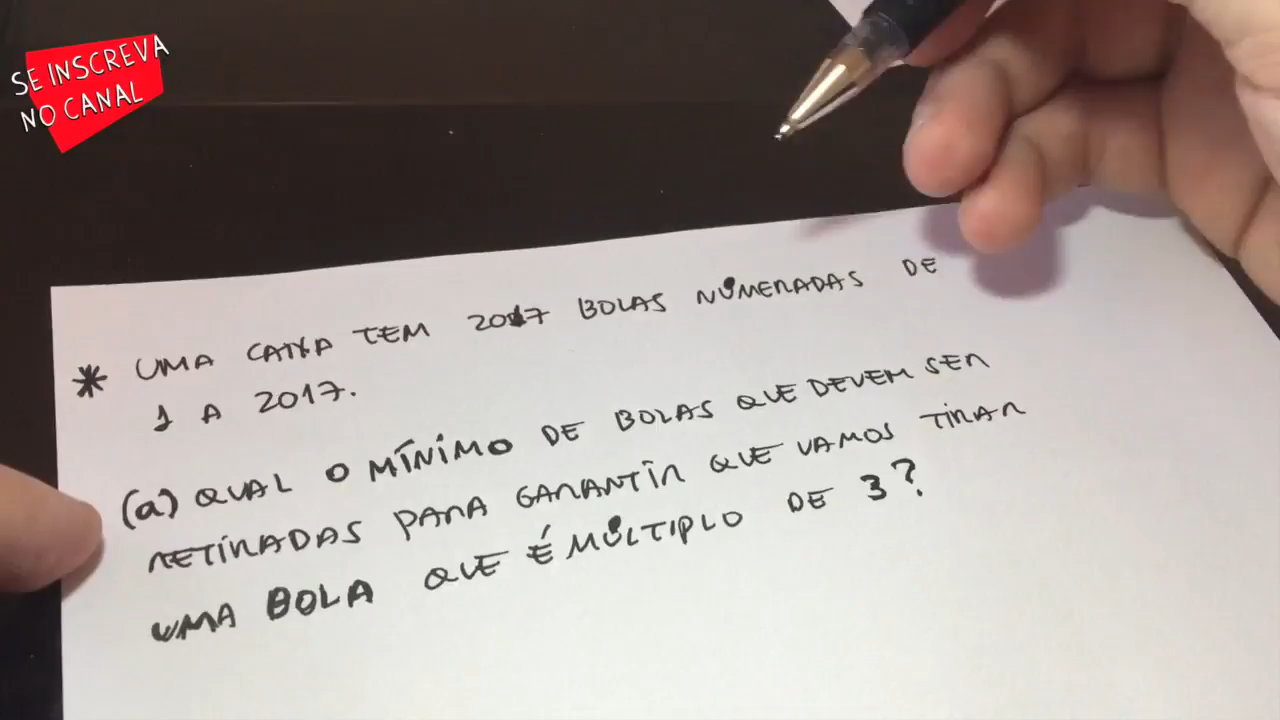 SE INSCREVA
NO CANAL
* UMA CAIXA TEM 2017 BOLAS NÚMERADAS DE
1 A 2017.
(a) QUAL O MÍNIMO DE BOLAS QUE DEVEM SER
RETIRADAS PARA GARANTIR QUE VAMOS TIRAR
UMA BOLA QUE É MÚLTIPLO DE 3?